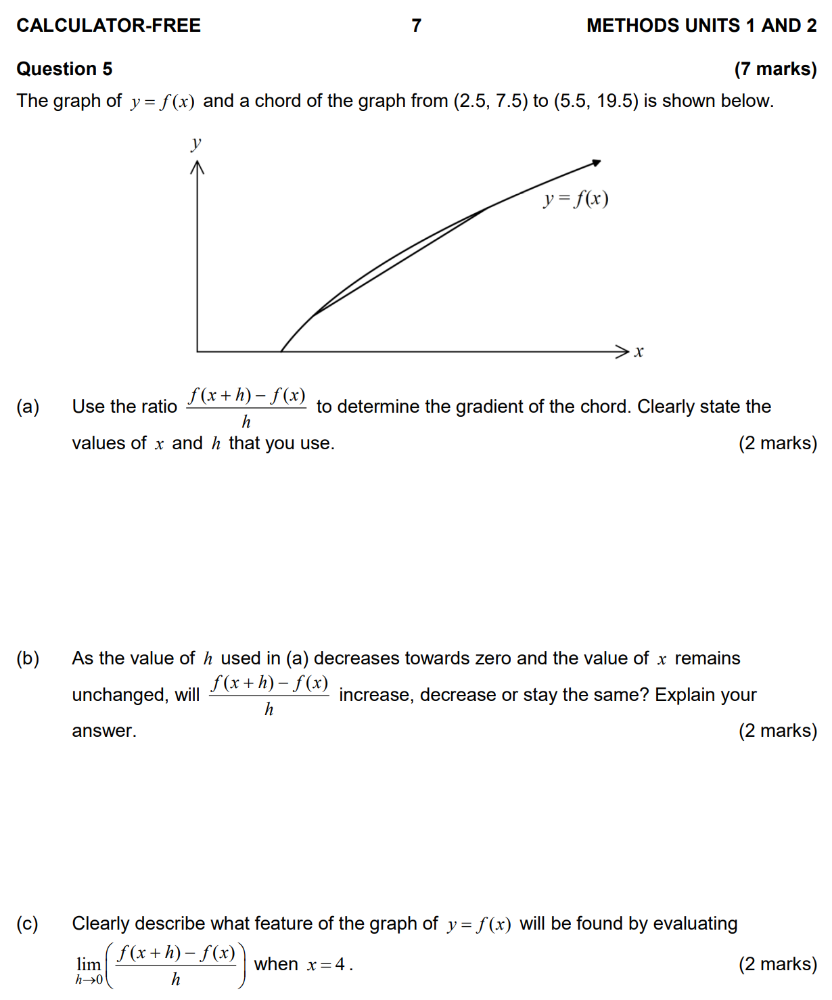 CALCULATOR-FREE 7 METHODS UNITS 1 AND 2
Question 5 (7 marks)
The graph of y = f(x) and a chord of the graph from (2.5, 7.5) to (5.5, 19.5) is shown below.
y
y = f(x)
x
(a) Use the ratio \frac{f(x+h) − f(x)}{h} to determine the gradient of the chord. Clearly state the
values of x and h that you use. (2 marks)
(b) As the value of h used in (a) decreases towards zero and the value of x remains
unchanged, will \frac{f(x+h) − f(x)}{h} increase, decrease or stay the same? Explain your
answer. (2 marks)
(c) Clearly describe what feature of the graph of y = f(x) will be found by evaluating
\lim_{h→0}\left(\frac{f(x+h) − f(x)}{h}\right) when x = 4. (2 marks)